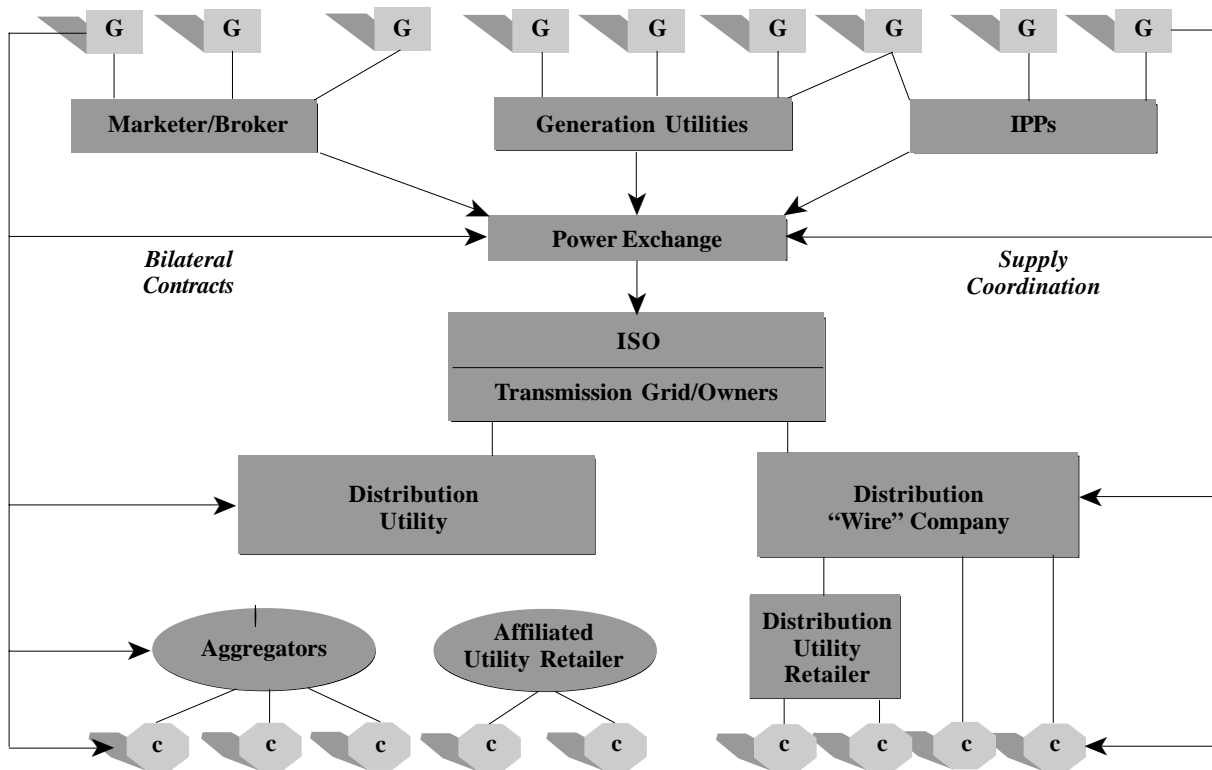 G G G G G G G G G
Marketer/Broker
Generation Utilities
IPPs
Power Exchange
Bilateral
Contracts
Supply
Coordination
ISO
Transmission Grid/Owners
Distribution
Utility
Distribution
“Wire” Company
Aggregators
Affiliated
Utility Retailer
Distribution
Utility
Retailer
c c c c c c c c c